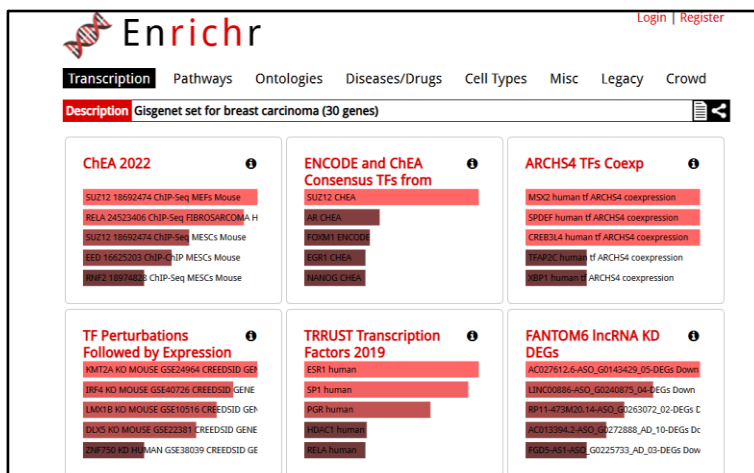 Enrichr
Login | Register
Transcription Pathways Ontologies Diseases/Drugs Cell Types Misc Legacy Crowd
Description Gisgenet set for breast carcinoma (30 genes)
ChEA 2022
SUZ12 18692474 ChIP-Seq MEFs Mouse
RELA 24523406 ChIP-Seq FIBROSARCOMA H
SUZ12 18692474 ChIP-Seq MESCs Mouse
EED 16625203 ChIP-ChIP MESCs Mouse
RNF2 18974828 ChIP-Seq MESCs Mouse
ENCODE and ChEA
Consensus TFs from
SUZ12 CHEA
AR CHEA
FOXM1 ENCODE
EGR1 CHEA
NANOG CHEA
ARCHS4 TFs Coexp
MSX2 human tf ARCHS4 coexpression
SPDEF human tf ARCHS4 coexpression
CREB3L4 human tf ARCHS4 coexpression
TFAP2C human tf ARCHS4 coexpression
XBP1 human tf ARCHS4 coexpression
TF Perturbations
Followed by Expression
KMT2A KO MOUSE GSE24964 CREEDSID GEN
IRF4 KO MOUSE GSE40726 CREEDSID GENE
LMX1B KO MOUSE GSE10516 CREEDSID GEN
DLX5 KO MOUSE GSE22381 CREEDSID GENE
ZNF750 KD HUMAN GSE38039 CREEDSID GE
TRRUST Transcription
Factors 2019
ESR1 human
SP1 human
PGR human
HDAC1 human
RELA human
FANTOM6 lncRNA KD
DEGs
AC027612.6-ASO_G0143429_05-DEGs Down
LINC00886-ASO_G0240875_04-DEGs Down
RP11-473M20.14-ASO_G0263072_02-DEGs D
AC013394.2-ASO_G0272888_AD_10-DEGs Dc
FGD5-AS1-ASO_G0225733_AD_03-DEGs Dow